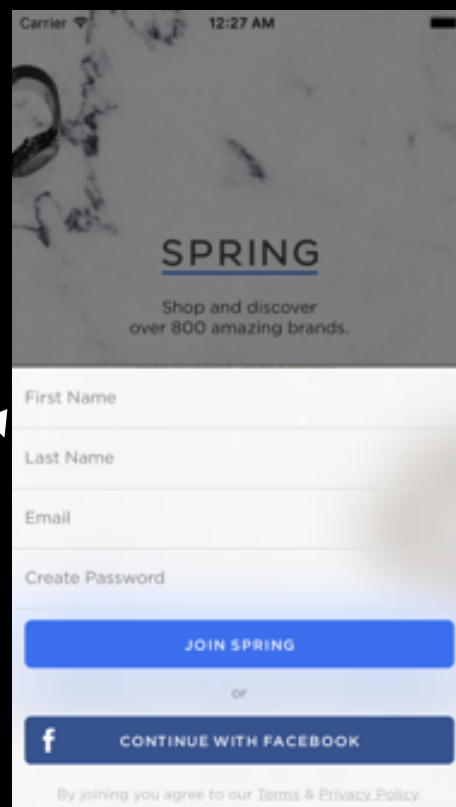 Carrier 12:27 AM
SPRING
Shop and discover
over 800 amazing brands.
First Name
Last Name
Email
Create Password
JOIN SPRING
or
f CONTINUE WITH FACEBOOK
By joining you agree to our Terms & Privacy Policy.